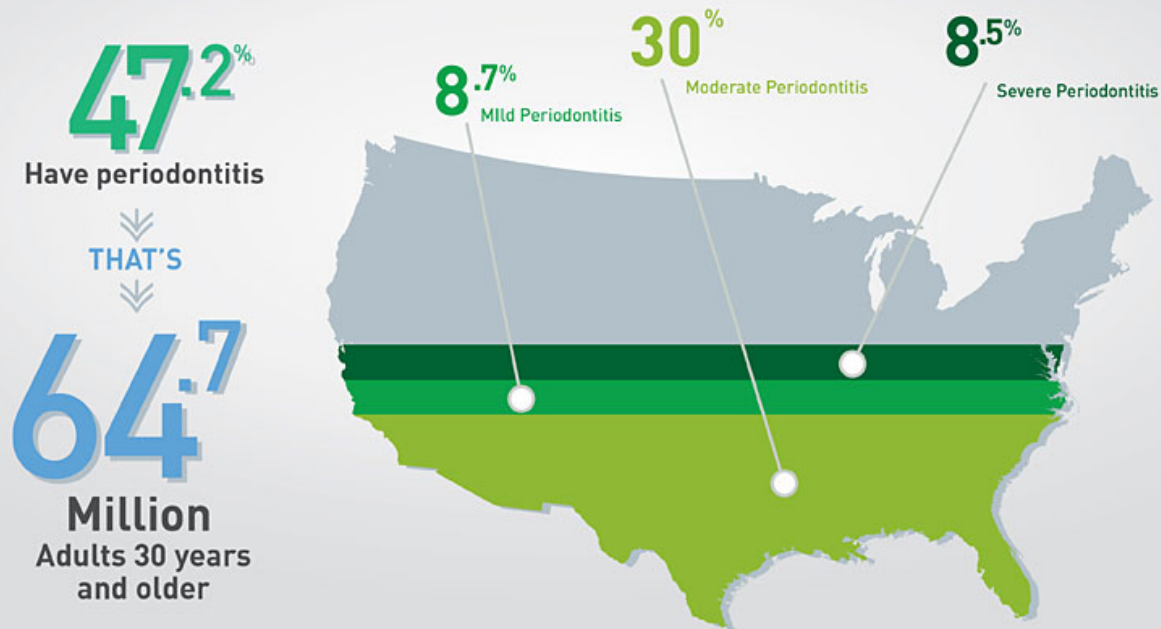 47.2%
Have periodontitis
THAT'S
64.7
Million
Adults 30 years
and older
8.7%
MIld Periodontitis
30%
Moderate Periodontitis
8.5%
Severe Periodontitis